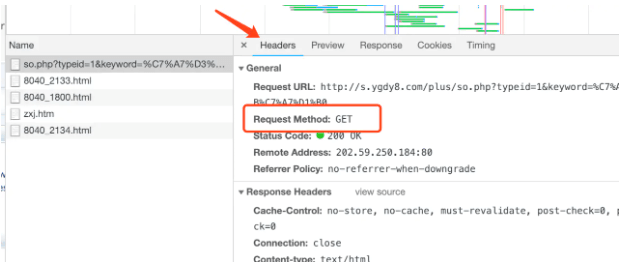 Name
× Headers Preview Response Cookies Timing
so.php?typeid=1&keyword=%C7%A7%D3%...
8040_2133.html
8040_1800.html
zxj.htm
8040_2134.html
General
Request URL: http://s.ygdy8.com/plus/so.php?typeid=1&keyword=%C7%A
B%C7%A7%D1%B0
Request Method: GET
Status Code: 200 OK
Remote Address: 202.59.250.184:80
Referrer Policy: no-referrer-when-downgrade
Response Headers view source
Cache-Control: no-store, no-cache, must-revalidate, post-check=0, p
ck=0
Connection: close
Content-type: text/html